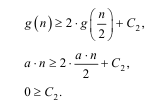 g(n) ≥ 2 · g(n/2) + C₂,
a · n ≥ 2 · (a · n)/2 + C₂,
0 ≥ C₂.